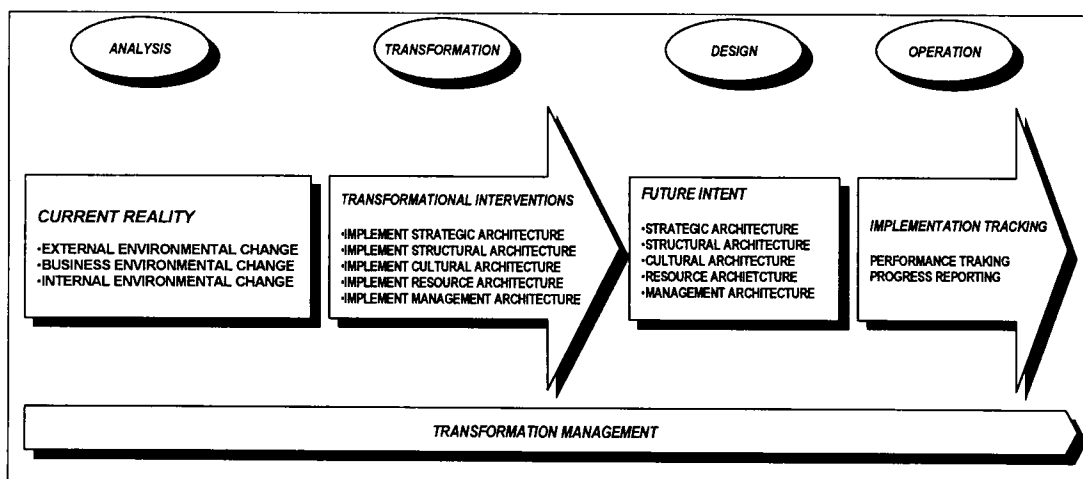 ANALYSIS
TRANSFORMATION
DESIGN
OPERATION
CURRENT REALITY
•EXTERNAL ENVIRONMENTAL CHANGE
•BUSINESS ENVIRONMENTAL CHANGE
•INTERNAL ENVIRONMENTAL CHANGE
TRANSFORMATIONAL INTERVENTIONS
•IMPLEMENT STRATEGIC ARCHITECTURE
•IMPLEMENT STRUCTURAL ARCHITECTURE
•IMPLEMENT CULTURAL ARCHITECTURE
•IMPLEMENT RESOURCE ARCHITECTURE
•IMPLEMENT MANAGEMENT ARCHITECTURE
FUTURE INTENT
•STRATEGIC ARCHITECTURE
•STRUCTURAL ARCHITECTURE
•CULTURAL ARCHITECTURE
•RESOURCE ARCHIETCTURE
•MANAGEMENT ARCHITECTURE
IMPLEMENTATION TRACKING
PERFORMANCE TRAKING
PROGRESS REPORTING
TRANSFORMATION MANAGEMENT